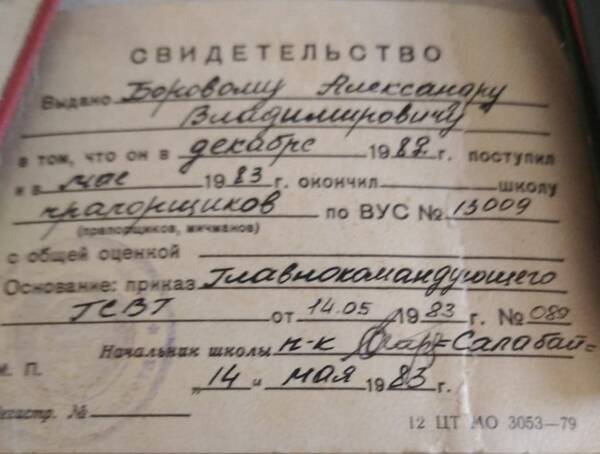 СВИДЕТЕЛЬСТВО
Выдано Боровому Александру
Владимировичу
в том, что он в декабре 1982 г. поступил
и в мае 1983 г. окончил школу
прапорщиков по ВУС № 13009
(прапорщиков, мичманов)
с общей оценкой
Основание: приказ Главнокомандующего
ГСВГ от 14.05 1983 г. № 089
Начальник школы п-к Салабай
М. П. „14 " мая 1983 г.
Регистр. №
12 ЦТ МО 3053—79